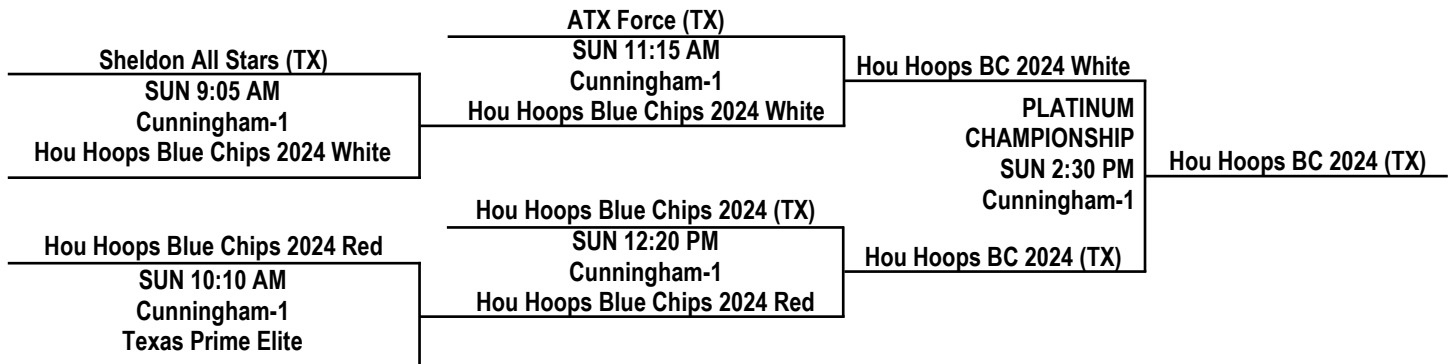 ATX Force (TX)
Sheldon All Stars (TX)
SUN 11:15 AM
Cunningham-1
Hou Hoops BC 2024 White
SUN 9:05 AM
Cunningham-1
Hou Hoops Blue Chips 2024 White
Hou Hoops Blue Chips 2024 White
PLATINUM
CHAMPIONSHIP
SUN 2:30 PM
Cunningham-1
Hou Hoops BC 2024 (TX)
Hou Hoops Blue Chips 2024 (TX)
Hou Hoops Blue Chips 2024 Red
SUN 12:20 PM
Cunningham-1
Hou Hoops BC 2024 (TX)
SUN 10:10 AM
Cunningham-1
Hou Hoops Blue Chips 2024 Red
Texas Prime Elite